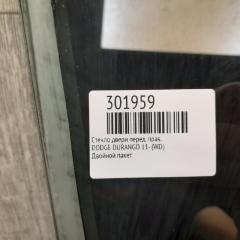 301959
Стекло двери перед. прав.
DODGE DURANGO 11- (WD)
Двойной пакет